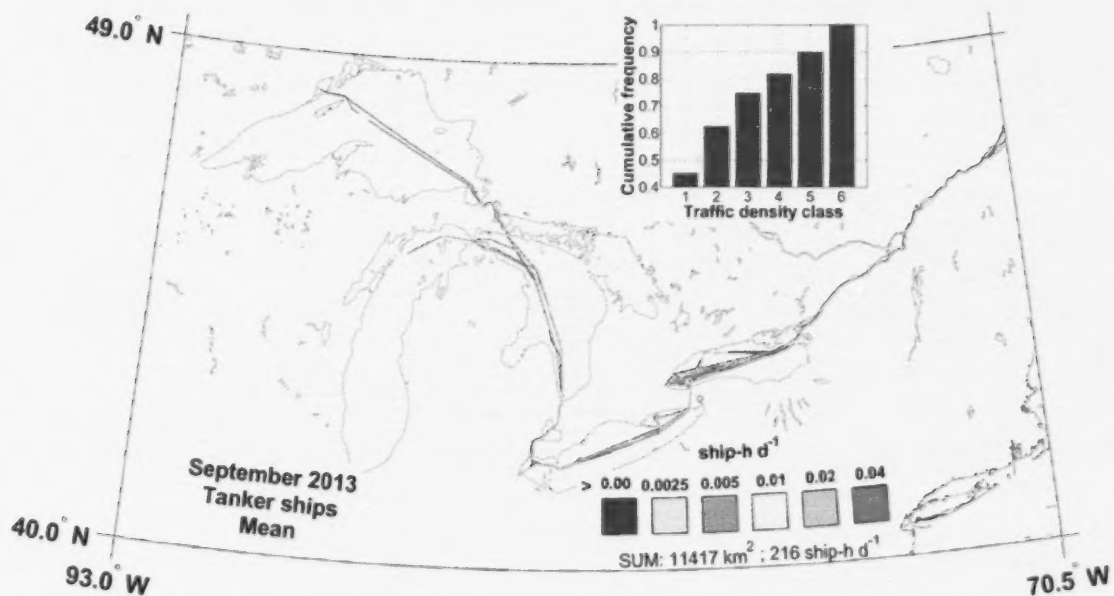 49.0° N
1
0.9
0.8
0.7
0.6
0.5
0.4
Cumulative frequency
1 2 3 4 5 6
Traffic density class
September 2013
Tanker ships
Mean
ship-h d⁻¹
> 0.00 0.0025 0.005 0.01 0.02 0.94
SUM: 11417 km² ; 216 ship-h d⁻¹
40.0° N
93.0° W
70.5° W